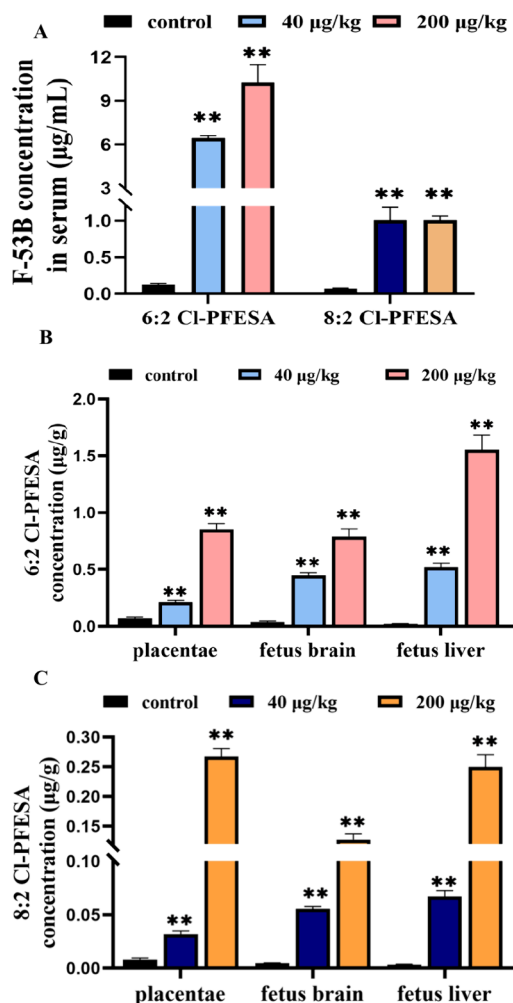 A
control 40 μg/kg 200 μg/kg
F-53B concentration
in serum (μg/mL)
12
9
6
3
1.0
0.5
0.0
** ** ** **
6:2 Cl-PFESA 8:2 Cl-PFESA
B
control 40 μg/kg 200 μg/kg
6:2 Cl-PFESA
concentration (μg/g)
2.0
1.5
1.0
0.5
0.0
** ** ** ** ** **
placentae fetus brain fetus liver
C
control 40 μg/kg 200 μg/kg
8:2 Cl-PFESA
concentration (μg/g)
0.30
0.25
0.20
0.15
0.10
0.05
0.00
** ** ** ** ** **
placentae fetus brain fetus liver